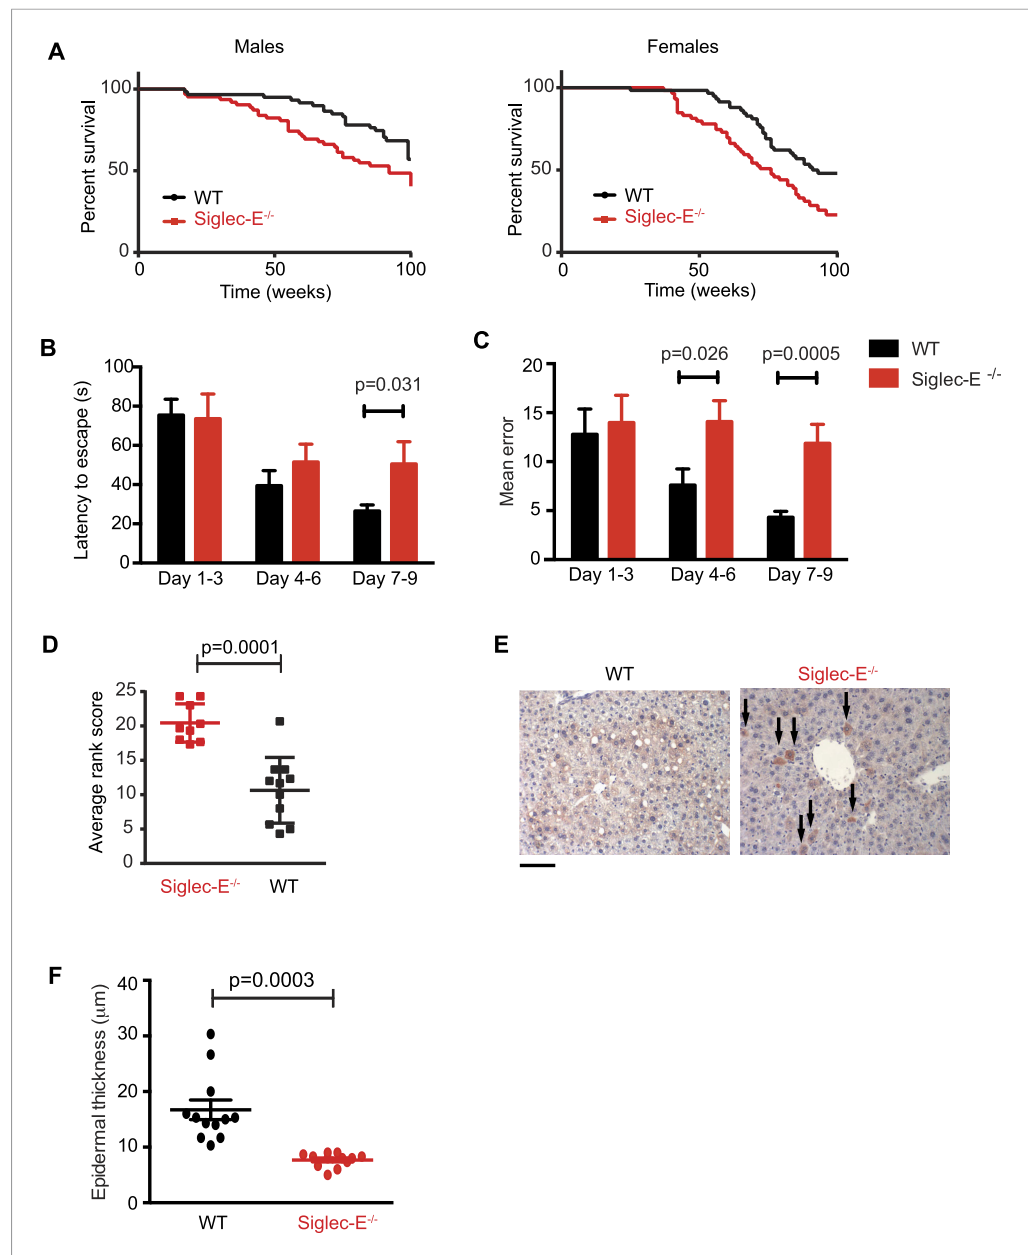 A
Males
Females
Percent survival
100
50
0
WT
Siglec-E-/-
0
50
100
Time (weeks)
Percent survival
100
50
0
WT
Siglec-E-/-
0
50
100
Time (weeks)
B
Latency to escape (s)
100
80
60
40
20
0
p=0.031
Day 1-3
Day 4-6
Day 7-9
C
Mean error
20
15
10
5
0
p=0.026
p=0.0005
Day 1-3
Day 4-6
Day 7-9
WT
Siglec-E -/-
D
p=0.0001
Average rank score
25
20
15
10
5
0
Siglec-E-/-
WT
E
WT
Siglec-E-/-
F
p=0.0003
Epidermal thickness (μm)
40
30
20
10
0
WT
Siglec-E-/-